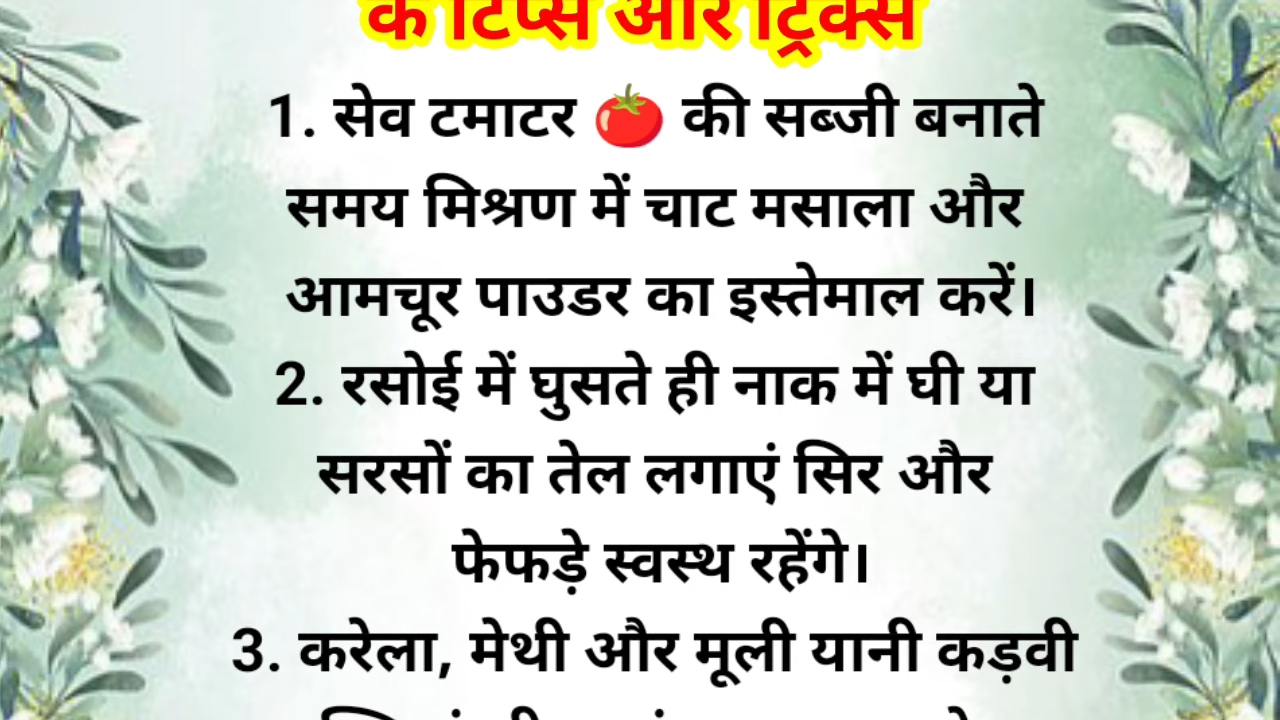 के टिप्स और ट्रिक्स
1. सेव टमाटर 🍅 की सब्जी बनाते
समय मिश्रण में चाट मसाला और
आमचूर पाउडर का इस्तेमाल करें।
2. रसोई में घुसते ही नाक में घी या
सरसों का तेल लगाएं सिर और
फेफड़े स्वस्थ रहेंगे।
3. करेला, मेथी और मूली यानी कड़वी